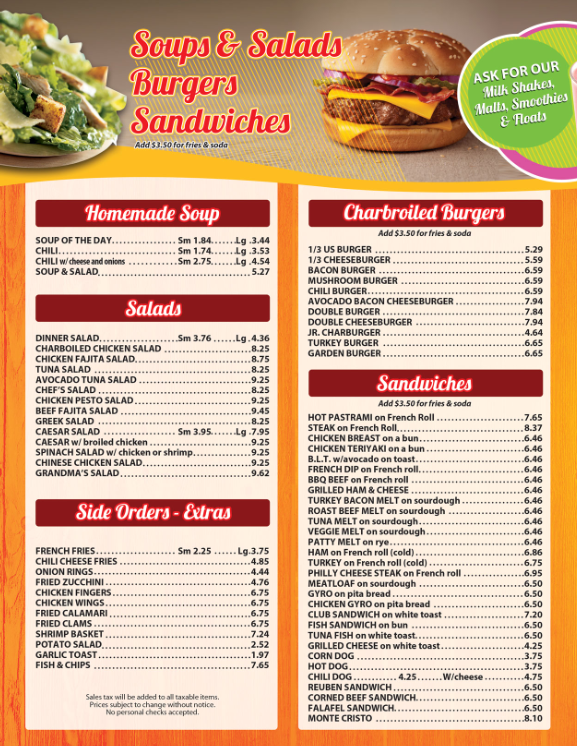 Soups & Salads
Burgers
Sandwiches
Add $3.50 for fries & soda
ASK FOR OUR
Milk Shakes,
Malts, Smoothies
& Floats
Homemade Soup
SOUP OF THE DAY................ Sm 1.84.......Lg .3.44
CHILI............................. Sm 1.74.......Lg .3.53
CHILI w/ cheese and onions ............ Sm 2.75.......Lg .4.54
SOUP & SALAD......................................5.27
Salads
DINNER SALAD...................Sm 3.76 ......Lg .4.36
CHARBOILED CHICKEN SALAD ......................8.25
CHICKEN FAJITA SALAD.............................8.75
TUNA SALAD .......................................8.25
AVOCADO TUNA SALAD ............................9.25
CHEF'S SALAD .....................................8.25
CHICKEN PESTO SALAD.............................9.25
BEEF FAJITA SALAD ................................9.45
GREEK SALAD ......................................8.25
CAESAR SALAD ................... Sm 3.95......Lg .7.95
CAESAR w/ broiled chicken ..........................9.25
SPINACH SALAD w/ chicken or shrimp...............9.25
CHINESE CHICKEN SALAD...........................9.25
GRANDMA'S SALAD.................................9.62
Side Orders - Extras
FRENCH FRIES.................... Sm 2.25 ...... Lg 3.75
CHILI CHEESE FRIES ................................4.85
ONION RINGS.......................................4.44
FRIED ZUCCHINI ....................................4.76
CHICKEN FINGERS ..................................6.75
CHICKEN WINGS.....................................6.75
FRIED CALAMARI ...................................6.75
FRIED CLAMS .......................................6.75
SHRIMP BASKET.....................................7.24
POTATO SALAD......................................2.52
GARLIC TOAST......................................1.97
FISH & CHIPS .......................................7.65
Sales tax will be added to all taxable items.
Prices subject to change without notice.
No personal checks accepted.
Charbroiled Burgers
Add $3.50 for fries & soda
1/3 US BURGER .....................................5.29
1/3 CHEESEBURGER .................................5.59
BACON BURGER .....................................6.59
MUSHROOM BURGER ................................6.59
CHILI BURGER.......................................6.59
AVOCADO BACON CHEESEBURGER ..................7.94
DOUBLE BURGER ....................................7.84
DOUBLE CHEESEBURGER ............................7.94
JR. CHARBURGER ...................................4.64
TURKEY BURGER ....................................6.65
GARDEN BURGER....................................6.65
Sandwiches
Add $3.50 for fries & soda
HOT PASTRAMI on French Roll .......................7.65
STEAK on French Roll................................8.37
CHICKEN BREAST on a bun...........................6.46
CHICKEN TERIYAKI on a bun .........................6.46
B.L.T. w/avocado on toast............................6.46
FRENCH DIP on French roll...........................6.46
BBQ BEEF on French roll .............................6.46
GRILLED HAM & CHEESE .............................6.46
TURKEY BACON MELT on sourdough .................6.46
ROAST BEEF MELT on sourdough ....................6.46
TUNA MELT on sourdough...........................6.46
VEGGIE MELT on sourdough.........................6.46
PATTY MELT on rye..................................6.46
HAM on French roll (cold)............................6.86
TURKEY on French roll (cold) ........................6.75
PHILLY CHEESE STEAK on French roll ................6.95
MEATLOAF on sourdough ...........................6.50
GYRO on pita bread .................................6.50
CHICKEN GYRO on pita bread .......................6.50
CLUB SANDWICH on white toast .....................7.20
FISH SANDWICH on bun .............................6.50
TUNA FISH on white toast............................6.50
GRILLED CHEESE on white toast......................4.25
CORN DOG ..........................................3.75
HOT DOG............................................3.75
CHILI DOG .......... 4.25.......W/cheese ........4.75
REUBEN SANDWICH .................................6.50
CORNED BEEF SANDWICH............................6.50
FALAFEL SANDWICH.................................6.50
MONTE CRISTO .....................................8.10